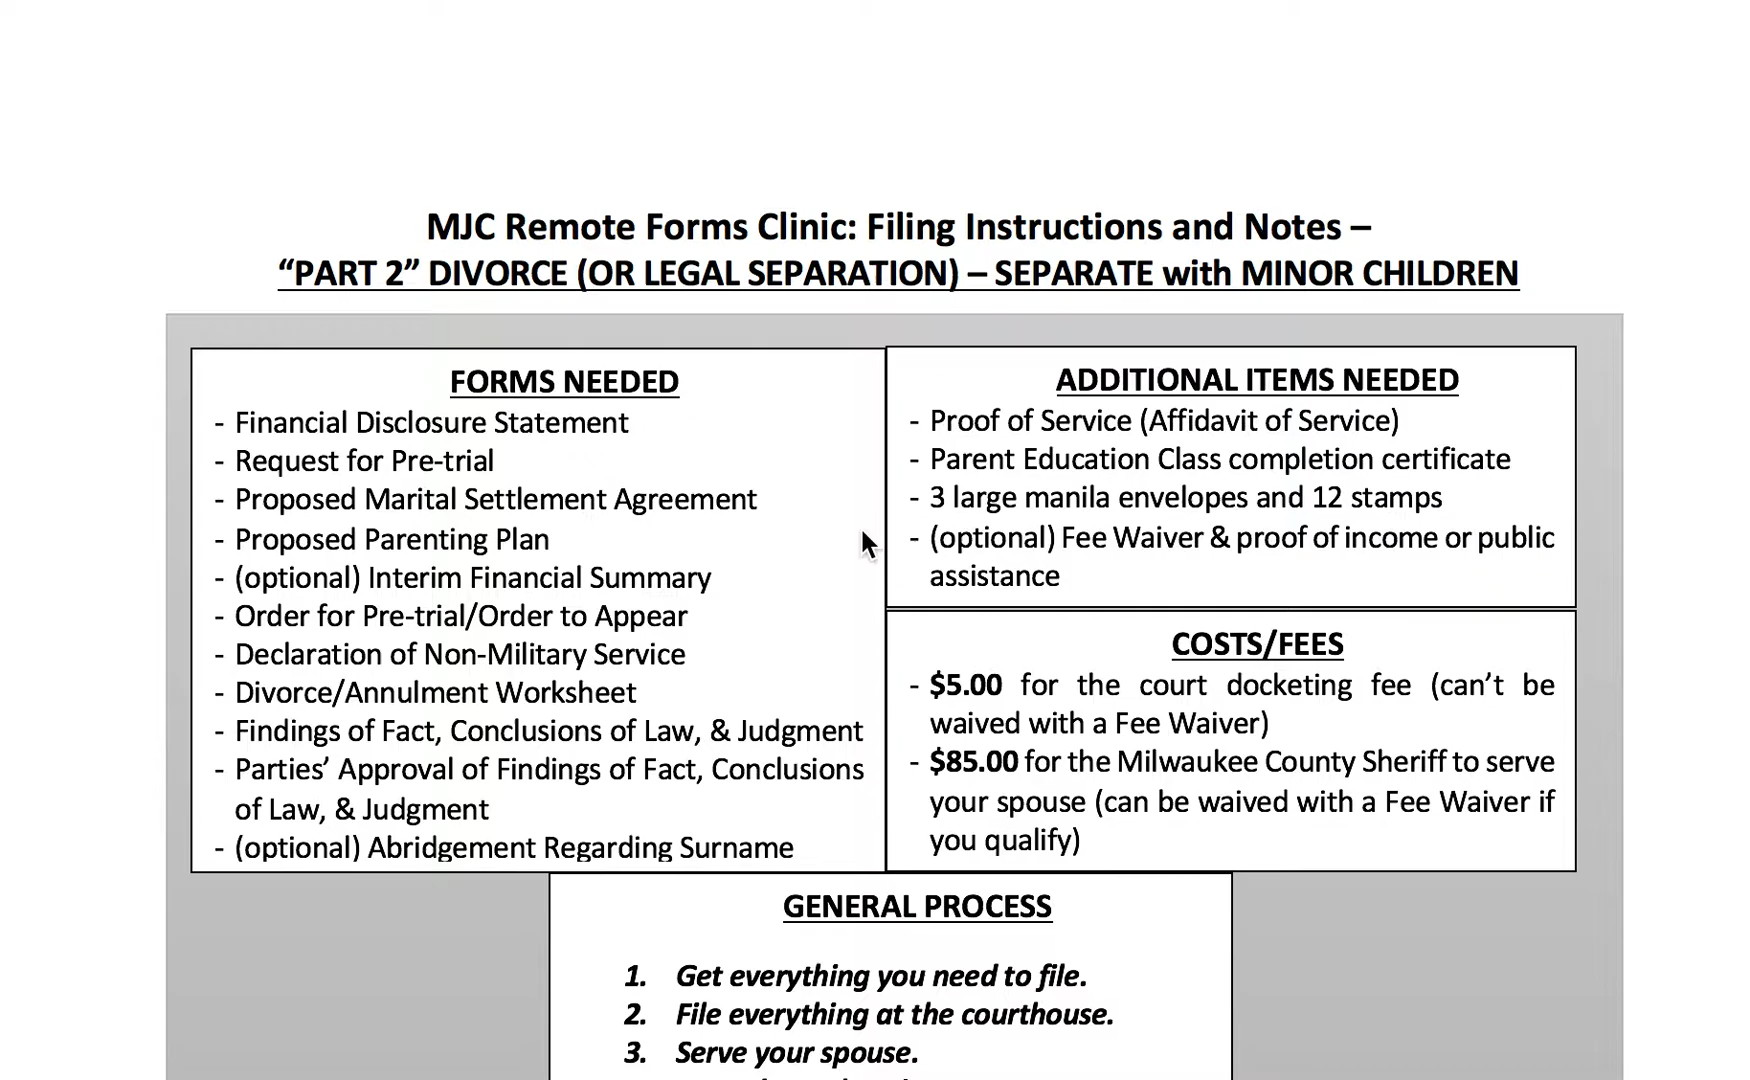 MJC Remote Forms Clinic: Filing Instructions and Notes –
“PART 2” DIVORCE (OR LEGAL SEPARATION) – SEPARATE with MINOR CHILDREN
FORMS NEEDED
- Financial Disclosure Statement
- Request for Pre-trial
- Proposed Marital Settlement Agreement
- Proposed Parenting Plan
- (optional) Interim Financial Summary
- Order for Pre-trial/Order to Appear
- Declaration of Non-Military Service
- Divorce/Annulment Worksheet
- Findings of Fact, Conclusions of Law, & Judgment
- Parties’ Approval of Findings of Fact, Conclusions
of Law, & Judgment
- (optional) Abridgement Regarding Surname
ADDITIONAL ITEMS NEEDED
- Proof of Service (Affidavit of Service)
- Parent Education Class completion certificate
- 3 large manila envelopes and 12 stamps
- (optional) Fee Waiver & proof of income or public
assistance
COSTS/FEES
- $5.00 for the court docketing fee (can’t be
waived with a Fee Waiver)
- $85.00 for the Milwaukee County Sheriff to serve
your spouse (can be waived with a Fee Waiver if
you qualify)
GENERAL PROCESS
1. Get everything you need to file.
2. File everything at the courthouse.
3. Serve your spouse.